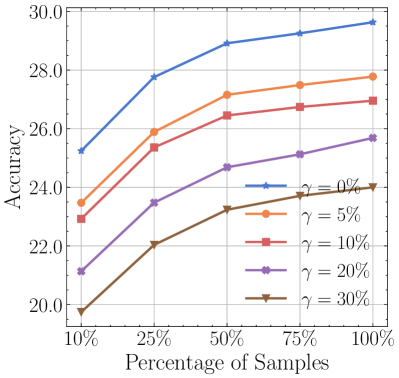 30.0
28.0
26.0
24.0
22.0
20.0
Accuracy
γ = 0%
γ = 5%
γ = 10%
γ = 20%
γ = 30%
10% 25% 50% 75% 100%
Percentage of Samples